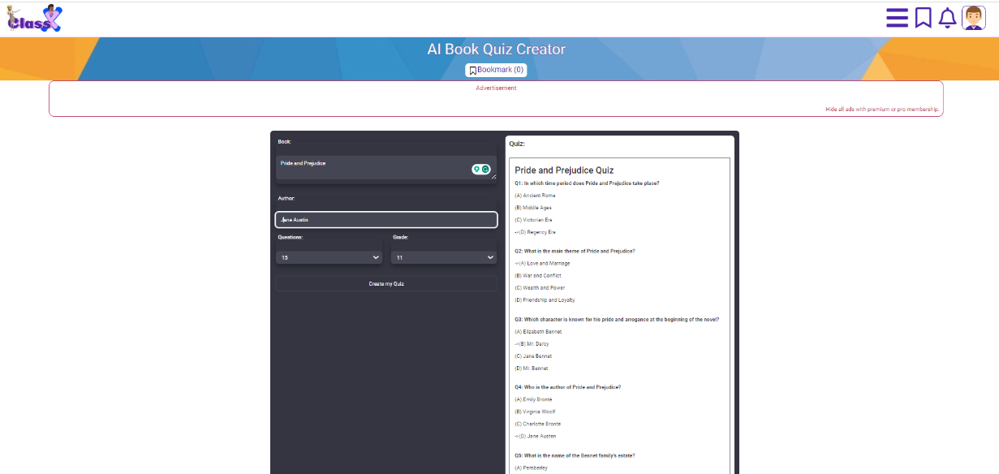 ClassX
AI Book Quiz Creator
Bookmark (0)
Advertisement
Hide all ads with premium or pro membership.
Book:
Pride and Prejudice
Author:
Jane Austin
Questions:
Grade:
15
11
Create my Quiz
Quiz:
Pride and Prejudice Quiz
Q1: In which time period does Pride and Prejudice take place?
(A) Ancient Rome
(B) Middle Ages
(C) Victorian Era
->(D) Regency Era
Q2: What is the main theme of Pride and Prejudice?
->(A) Love and Marriage
(B) War and Conflict
(C) Wealth and Power
(D) Friendship and Loyalty
Q3: Which character is known for his pride and arrogance at the beginning of the novel?
(A) Elizabeth Bennet
->(B) Mr. Darcy
(C) Jane Bennet
(D) Mr. Bennet
Q4: Who is the author of Pride and Prejudice?
(A) Emily Brontë
(B) Virginia Woolf
(C) Charlotte Brontë
->(D) Jane Austen
Q5: What is the name of the Bennet family's estate?
(A) Pemberley